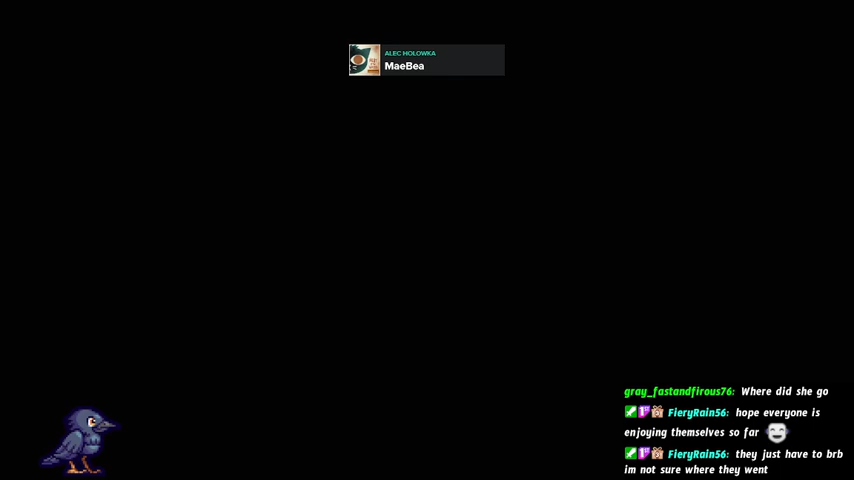 ALEC HOLOWKA
MaeBea
gray_fastandfirous76: Where did she go
FieryRain56: hope everyone is
enjoying themselves so far
FieryRain56: they just have to brb
im not sure where they went